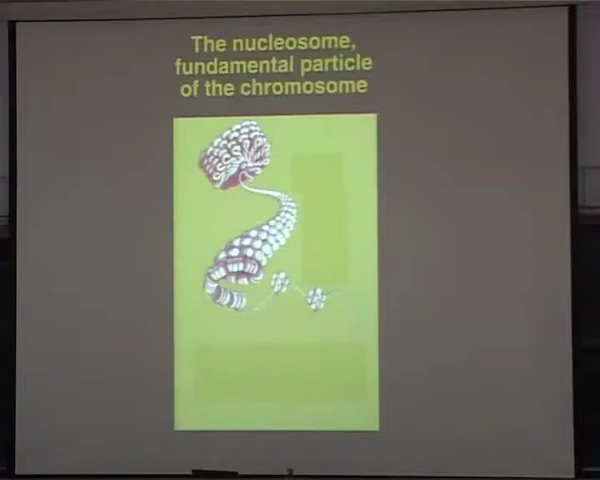 The nucleosome,
fundamental particle
of the chromosome